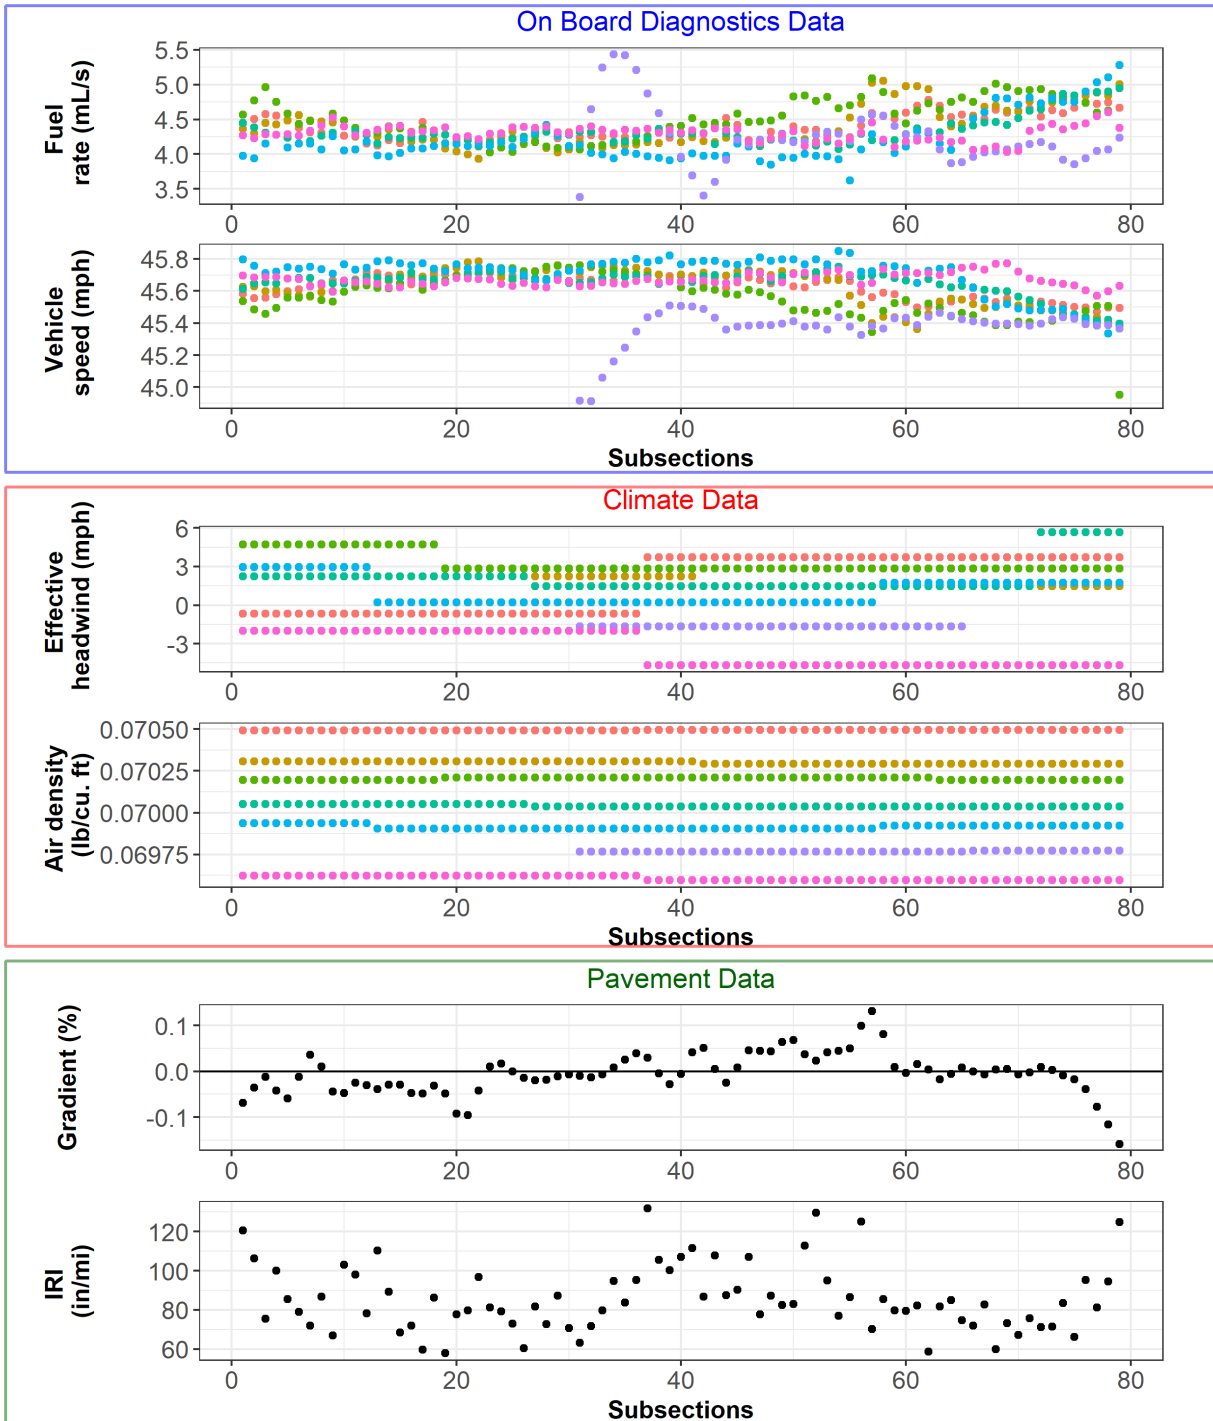 On Board Diagnostics Data
Fuel
rate (mL/s)
5.5
5.0
4.5
4.0
3.5
0 20 40 60 80
Vehicle
speed (mph)
45.8
45.6
45.4
45.2
45.0
0 20 40 60 80
Subsections
Climate Data
Effective
headwind (mph)
6
3
0
-3
0 20 40 60 80
Air density
(lb/cu. ft)
0.07050
0.07025
0.07000
0.06975
0 20 40 60 80
Subsections
Pavement Data
Gradient (%)
0.1
0.0
-0.1
0 20 40 60 80
IRI
(in/mi)
120
100
80
60
0 20 40 60 80
Subsections